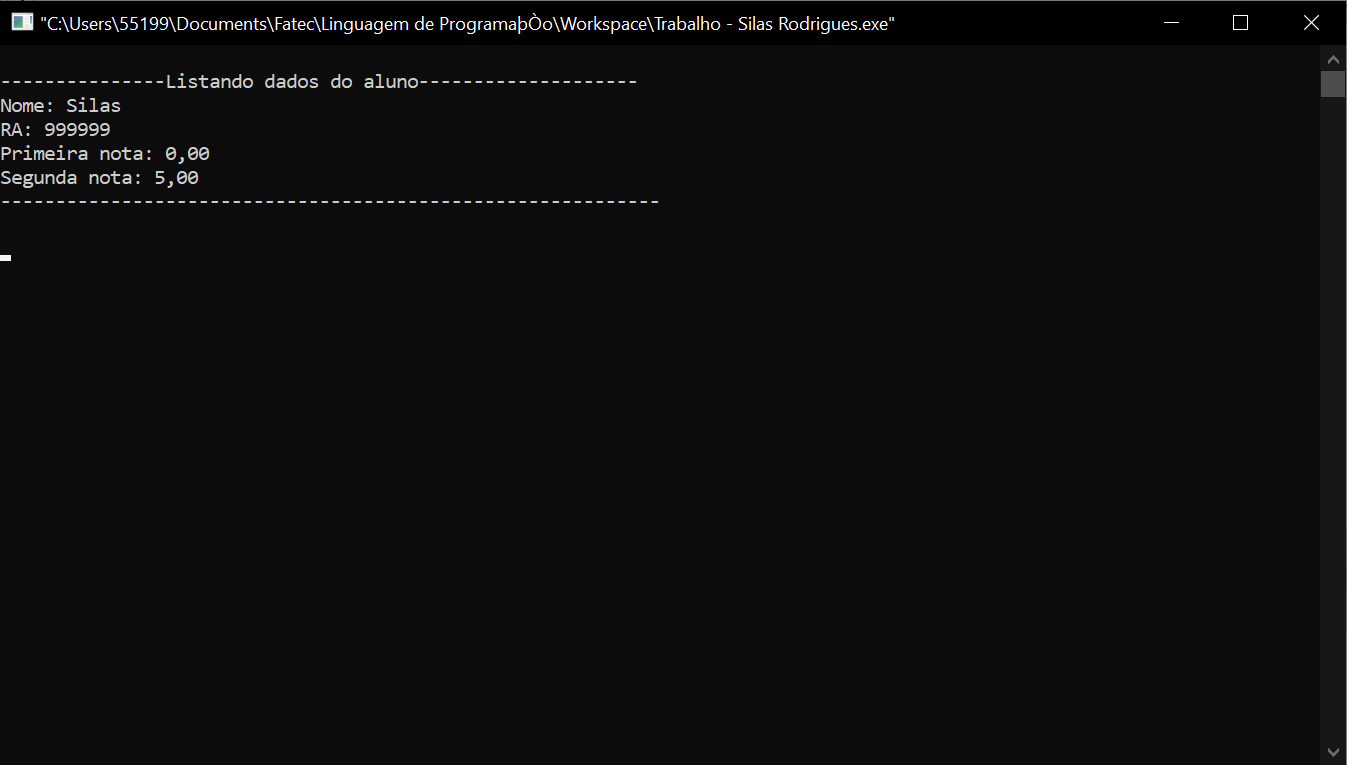 "C:\Users\55199\Documents\Fatec\Linguagem de ProgramaþÒo\Workspace\Trabalho - Silas Rodrigues.exe"
---------------Listando dados do aluno--------------------
Nome: Silas
RA: 999999
Primeira nota: 0,00
Segunda nota: 5,00
------------------------------------------------------------